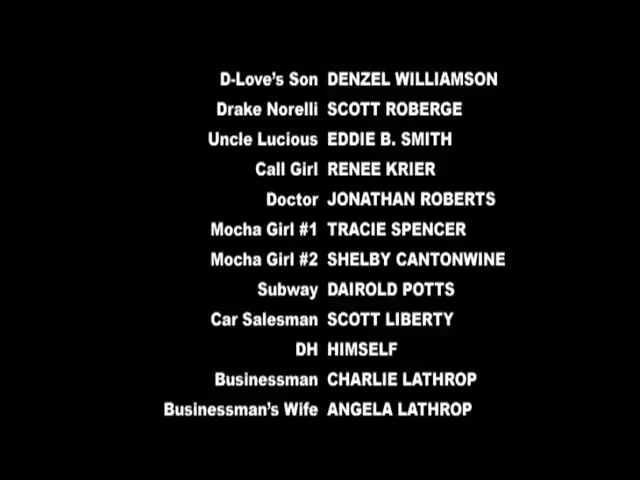 D-Love's Son DENZEL WILLIAMSON
Drake Norelli SCOTT ROBERGE
Uncle Lucious EDDIE B. SMITH
Call Girl RENEE KRIER
Doctor JONATHAN ROBERTS
Mocha Girl #1 TRACIE SPENCER
Mocha Girl #2 SHELBY CANTONWINE
Subway DAIROLD POTTS
Car Salesman SCOTT LIBERTY
DH HIMSELF
Businessman CHARLIE LATHROP
Businessman's Wife ANGELA LATHROP